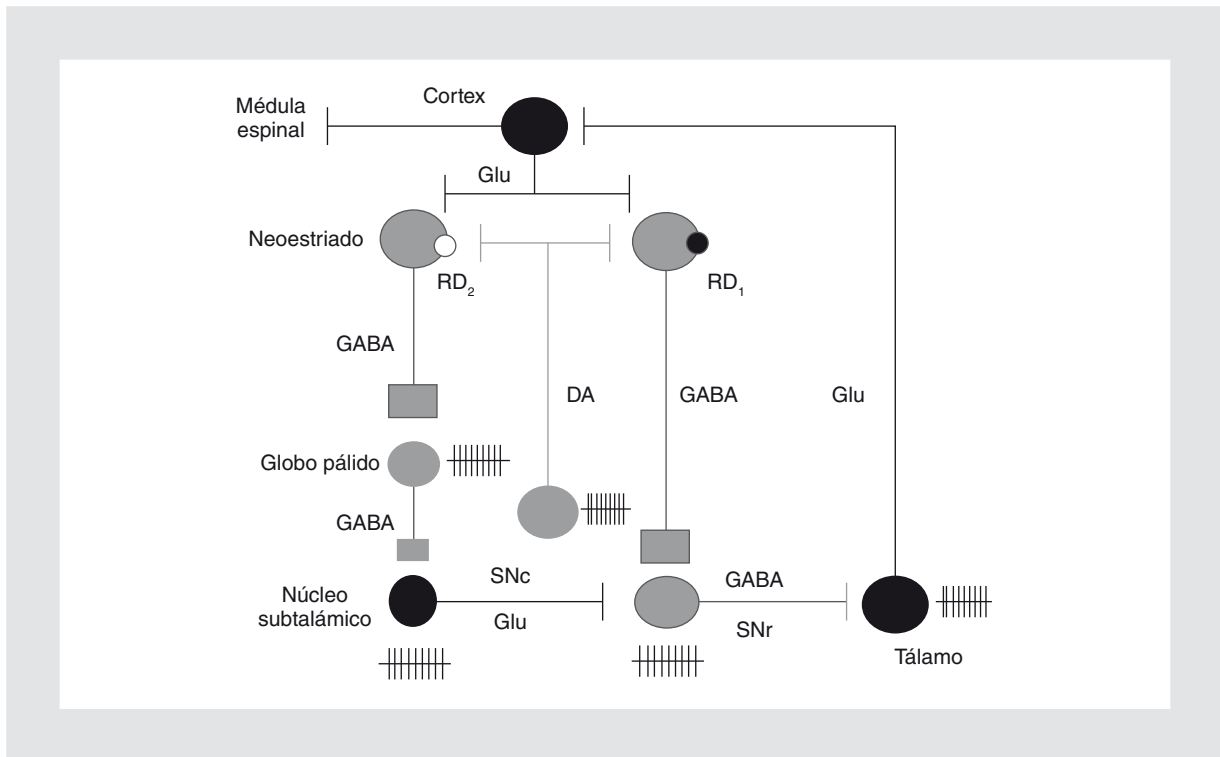 Cortex
Médula
espinal
Glu
Neoestriado
RD2
RD1
GABA
DA
GABA
Glu
Globo pálido
GABA
SNc
GABA
Núcleo
subtalámico
Glu
SNr
Tálamo